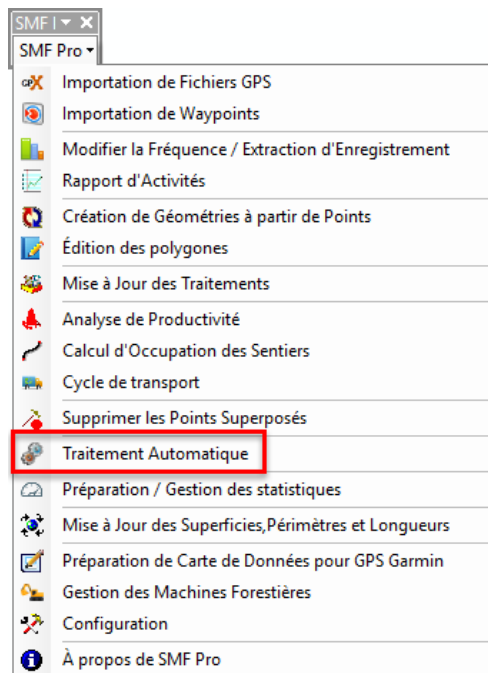 SMF I
SMF Pro
Importation de Fichiers GPS
Importation de Waypoints
Modifier la Fréquence / Extraction d'Enregistrement
Rapport d'Activités
Création de Géométries à partir de Points
Édition des polygones
Mise à Jour des Traitements
Analyse de Productivité
Calcul d'Occupation des Sentiers
Cycle de transport
Supprimer les Points Superposés
Traitement Automatique
Préparation / Gestion des statistiques
Mise à Jour des Superficies,Périmètres et Longueurs
Préparation de Carte de Données pour GPS Garmin
Gestion des Machines Forestières
Configuration
À propos de SMF Pro